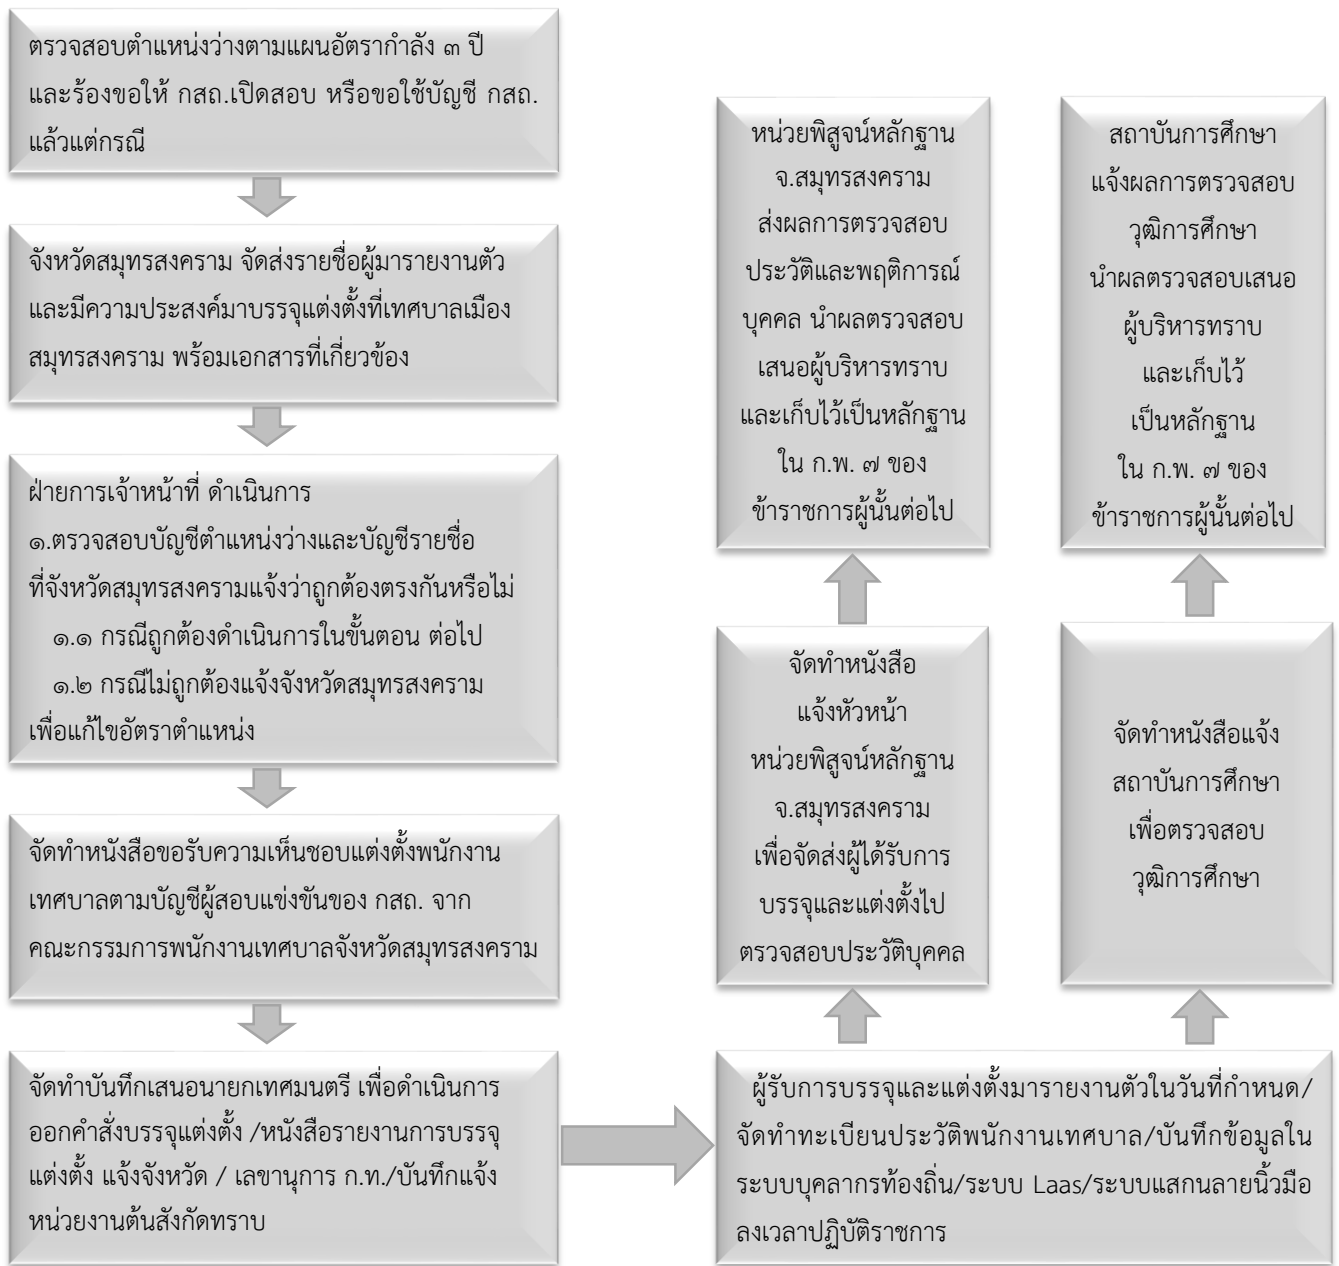 ตรวจสอบตำแหน่งว่างตามแผนอัตรากำลัง ๓ ปี
และร้องขอให้ กสถ.เปิดสอบ หรือขอใช้บัญชี กสถ.
แล้วแต่กรณี
จังหวัดสมุทรสงคราม จัดส่งรายชื่อผู้มารายงานตัว
และมีความประสงค์มาบรรจุแต่งตั้งที่เทศบาลเมือง
สมุทรสงคราม พร้อมเอกสารที่เกี่ยวข้อง
ฝ่ายการเจ้าหน้าที่ ดำเนินการ
๑.ตรวจสอบบัญชีตำแหน่งว่างและบัญชีรายชื่อ
ที่จังหวัดสมุทรสงครามแจ้งว่าถูกต้องตรงกันหรือไม่
๑.๑ กรณีถูกต้องดำเนินการในขั้นตอน ต่อไป
๑.๒ กรณีไม่ถูกต้องแจ้งจังหวัดสมุทรสงคราม
เพื่อแก้ไขอัตราตำแหน่ง
จัดทำหนังสือขอรับความเห็นชอบแต่งตั้งพนักงาน
เทศบาลตามบัญชีผู้สอบแข่งขันของ กสถ. จาก
คณะกรรมการพนักงานเทศบาลจังหวัดสมุทรสงคราม
จัดทำบันทึกเสนอนายกเทศมนตรี เพื่อดำเนินการ
ออกคำสั่งบรรจุแต่งตั้ง /หนังสือรายงานการบรรจุ
แต่งตั้ง แจ้งจังหวัด / เลขานุการ ก.ท./บันทึกแจ้ง
หน่วยงานต้นสังกัดทราบ
ผู้รับการบรรจุและแต่งตั้งมารายงานตัวในวันที่กำหนด/
จัดทำทะเบียนประวัติพนักงานเทศบาล/บันทึกข้อมูลใน
ระบบบุคลากรท้องถิ่น/ระบบ Laas/ระบบแสกนลายนิ้วมือ
ลงเวลาปฏิบัติราชการ
จัดทำหนังสือ
แจ้งหัวหน้า
หน่วยพิสูจน์หลักฐาน
จ.สมุทรสงคราม
เพื่อจัดส่งผู้ได้รับการ
บรรจุและแต่งตั้งไป
ตรวจสอบประวัติบุคคล
หน่วยพิสูจน์หลักฐาน
จ.สมุทรสงคราม
ส่งผลการตรวจสอบ
ประวัติและพฤติการณ์
บุคคล นำผลตรวจสอบ
เสนอผู้บริหารทราบ
และเก็บไว้เป็นหลักฐาน
ใน ก.พ. ๗ ของ
ข้าราชการผู้นั้นต่อไป
จัดทำหนังสือแจ้ง
สถาบันการศึกษา
เพื่อตรวจสอบ
วุฒิการศึกษา
สถาบันการศึกษา
แจ้งผลการตรวจสอบ
วุฒิการศึกษา
นำผลตรวจสอบเสนอ
ผู้บริหารทราบ
และเก็บไว้
เป็นหลักฐาน
ใน ก.พ. ๗ ของ
ข้าราชการผู้นั้นต่อไป